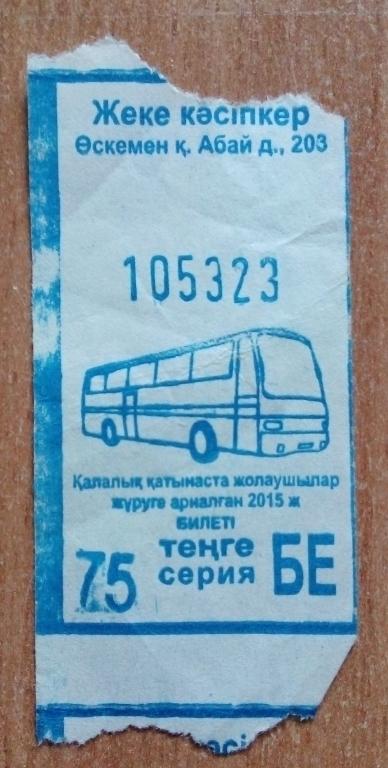 Жеке кәсіпкер
Өскемен қ. Абай д., 203
105323
Қалалық қатынаста жолаушылар
жүруге арналған 2015 ж
БИЛЕТІ
75 теңге БЕ
серия